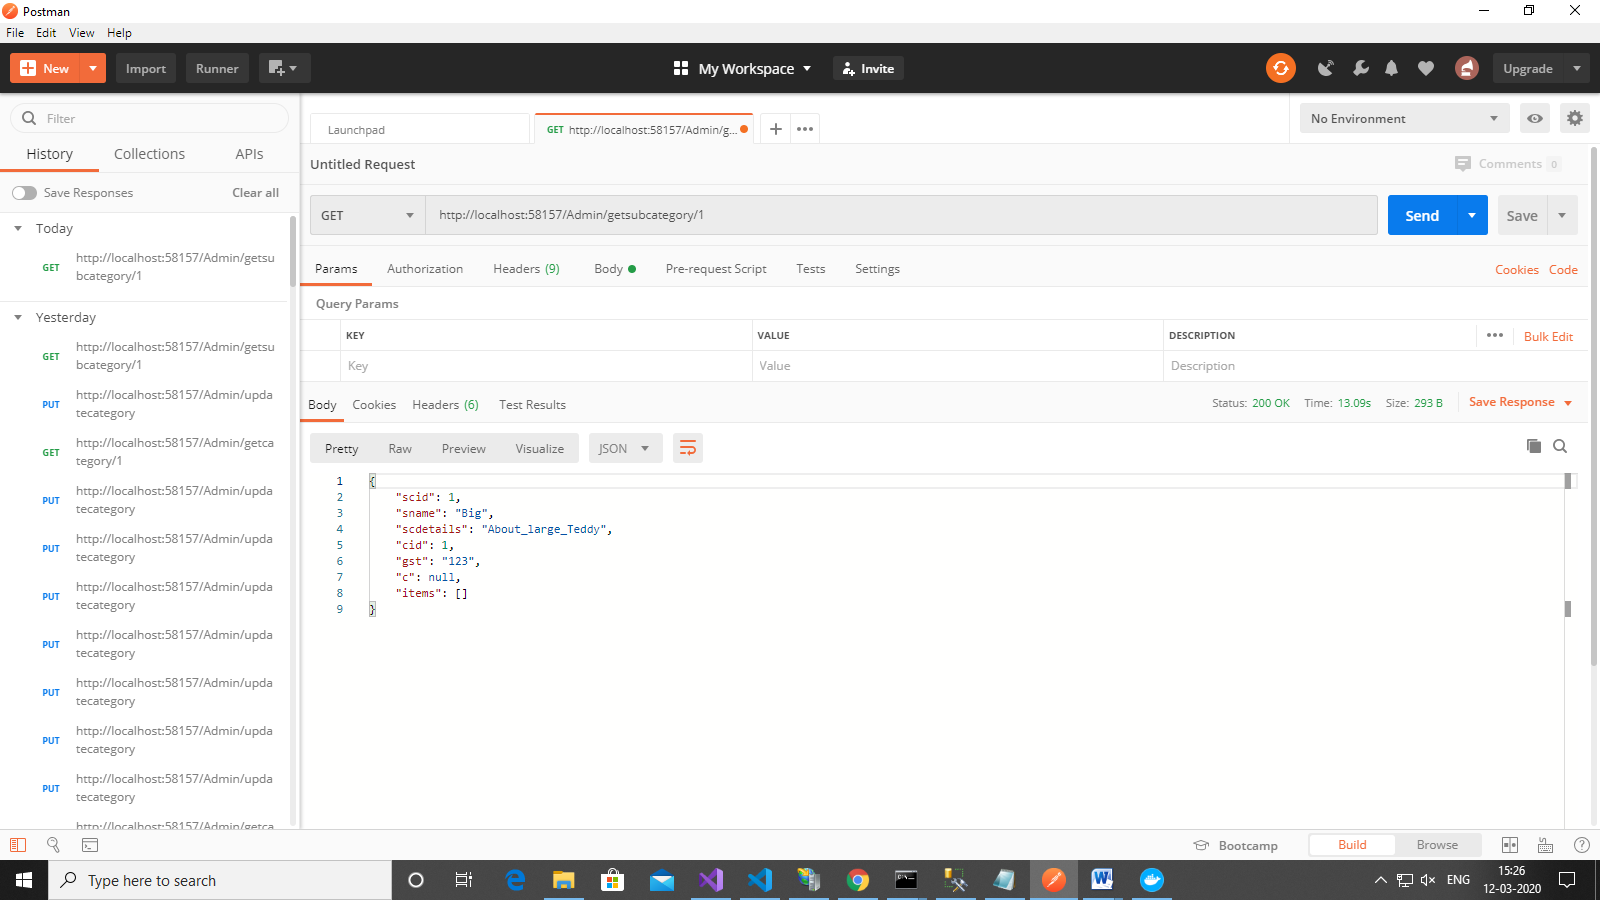 Postman
File Edit View Help
New
Import
Runner
My Workspace
Invite
Upgrade
Filter
History Collections APIs
Save Responses Clear all
Today
GET http://localhost:58157/Admin/getsu
bcategory/1
Yesterday
GET http://localhost:58157/Admin/getsu
bcategory/1
PUT http://localhost:58157/Admin/upda
tecategory
GET http://localhost:58157/Admin/getca
tegory/1
PUT http://localhost:58157/Admin/upda
tecategory
PUT http://localhost:58157/Admin/upda
tecategory
PUT http://localhost:58157/Admin/upda
tecategory
PUT http://localhost:58157/Admin/upda
tecategory
PUT http://localhost:58157/Admin/upda
tecategory
PUT http://localhost:58157/Admin/upda
tecategory
PUT http://localhost:58157/Admin/upda
tecategory
http://localhost:58157/Admin/getca
Launchpad
GET http://localhost:58157/Admin/g...
No Environment
Untitled Request
Comments 0
GET http://localhost:58157/Admin/getsubcategory/1
Send
Save
Params Authorization Headers (9) Body Pre-request Script Tests Settings
Cookies Code
Query Params
KEY VALUE DESCRIPTION
Bulk Edit
Key Value Description
Body Cookies Headers (6) Test Results
Status: 200 OK Time: 13.09s Size: 293 B
Save Response
Pretty Raw Preview Visualize JSON
1 {
2 "scid": 1,
3 "sname": "Big",
4 "scdetails": "About_large_Teddy",
5 "cid": 1,
6 "gst": "123",
7 "c": null,
8 "items": []
9 }
Bootcamp
Build
Browse
Type here to search
ENG
15:26
12-03-2020